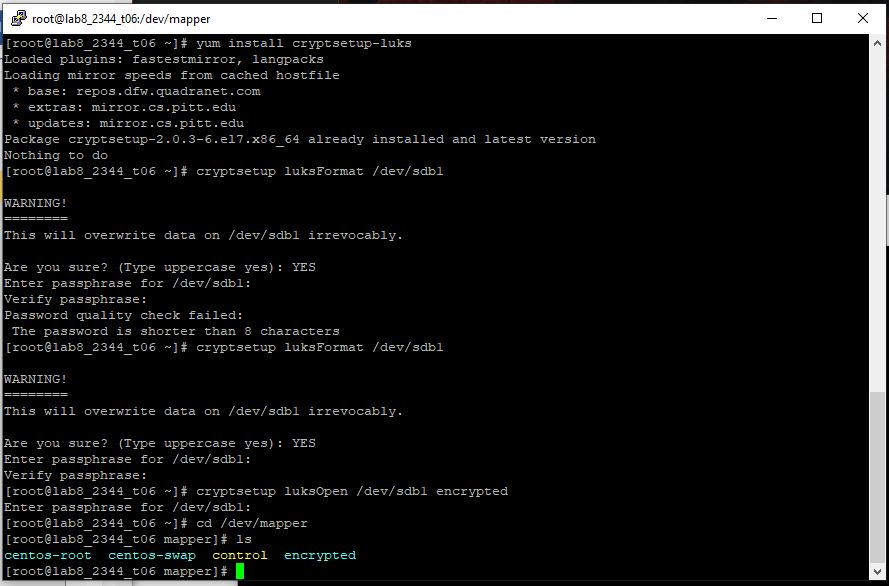 root@lab8_2344_t06:/dev/mapper
[root@lab8_2344_t06 ~]# yum install cryptsetup-luks
Loaded plugins: fastestmirror, langpacks
Loading mirror speeds from cached hostfile
 * base: repos.dfw.quadranet.com
 * extras: mirror.cs.pitt.edu
 * updates: mirror.cs.pitt.edu
Package cryptsetup-2.0.3-6.el7.x86_64 already installed and latest version
Nothing to do
[root@lab8_2344_t06 ~]# cryptsetup luksFormat /dev/sdb1
WARNING!
========
This will overwrite data on /dev/sdb1 irrevocably.
Are you sure? (Type uppercase yes): YES
Enter passphrase for /dev/sdb1:
Verify passphrase:
Password quality check failed:
 The password is shorter than 8 characters
[root@lab8_2344_t06 ~]# cryptsetup luksFormat /dev/sdb1
WARNING!
========
This will overwrite data on /dev/sdb1 irrevocably.
Are you sure? (Type uppercase yes): YES
Enter passphrase for /dev/sdb1:
Verify passphrase:
[root@lab8_2344_t06 ~]# cryptsetup luksOpen /dev/sdb1 encrypted
Enter passphrase for /dev/sdb1:
[root@lab8_2344_t06 ~]# cd /dev/mapper
[root@lab8_2344_t06 mapper]# ls
centos-root  centos-swap  control  encrypted
[root@lab8_2344_t06 mapper]#